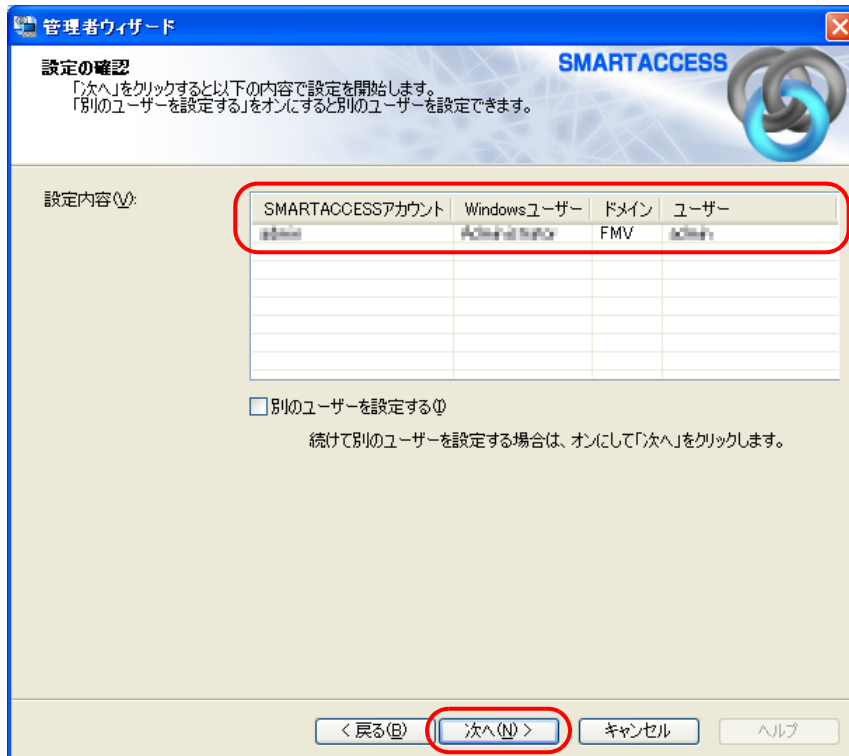 管理者ウィザード
設定の確認
「次へ」をクリックすると以下の内容で設定を開始します。
「別のユーザーを設定する」をオンにすると別のユーザーを設定できます。
SMARTACCESS
設定内容(V):
SMARTACCESSアカウント Windowsユーザー ドメイン ユーザー
FMV
別のユーザーを設定する(I)
続けて別のユーザーを設定する場合は、オンにして「次へ」をクリックします。
< 戻る(B) 次へ(N) > キャンセル ヘルプ